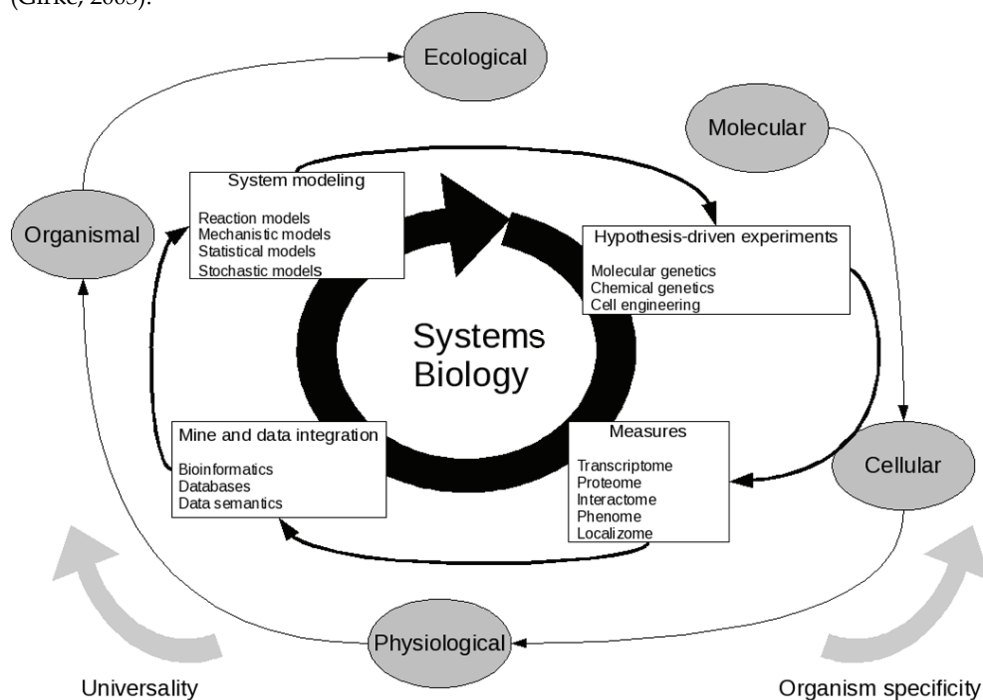 (Girke, 2003).
Ecological
Molecular
Organismal
System modeling
Reaction models
Mechanistic models
Statistical models
Stochastic models
Hypothesis-driven experiments
Molecular genetics
Chemical genetics
Cell engineering
Systems
Biology
Mine and data integration
Bioinformatics
Databases
Data semantics
Measures
Transcriptome
Proteome
Interactome
Phenome
Localizome
Cellular
Physiological
Universality
Organism specificity